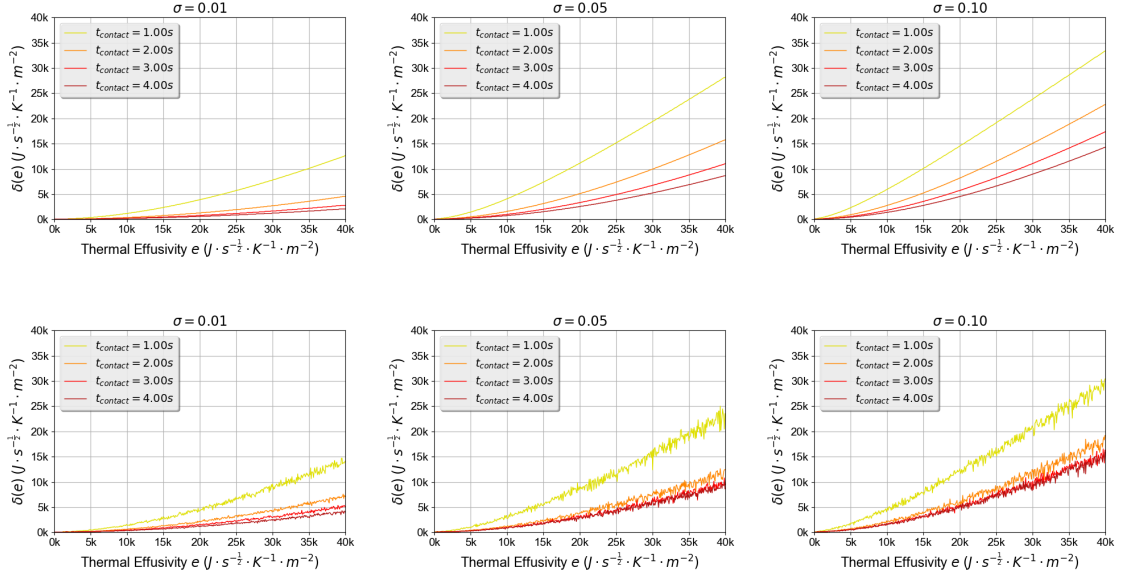 σ = 0.01
δ(e) (J · s^{-1/2} · K⁻¹ · m⁻²)
40k
35k
30k
25k
20k
15k
10k
5k
0k
t_contact = 1.00s
t_contact = 2.00s
t_contact = 3.00s
t_contact = 4.00s
0k 5k 10k 15k 20k 25k 30k 35k 40k
Thermal Effusivity e (J · s^{-1/2} · K⁻¹ · m⁻²)
σ = 0.05
δ(e) (J · s^{-1/2} · K⁻¹ · m⁻²)
40k
35k
30k
25k
20k
15k
10k
5k
0k
t_contact = 1.00s
t_contact = 2.00s
t_contact = 3.00s
t_contact = 4.00s
0k 5k 10k 15k 20k 25k 30k 35k 40k
Thermal Effusivity e (J · s^{-1/2} · K⁻¹ · m⁻²)
σ = 0.10
δ(e) (J · s^{-1/2} · K⁻¹ · m⁻²)
40k
35k
30k
25k
20k
15k
10k
5k
0k
t_contact = 1.00s
t_contact = 2.00s
t_contact = 3.00s
t_contact = 4.00s
0k 5k 10k 15k 20k 25k 30k 35k 40k
Thermal Effusivity e (J · s^{-1/2} · K⁻¹ · m⁻²)
σ = 0.01
δ(e) (J · s^{-1/2} · K⁻¹ · m⁻²)
40k
35k
30k
25k
20k
15k
10k
5k
0k
t_contact = 1.00s
t_contact = 2.00s
t_contact = 3.00s
t_contact = 4.00s
0k 5k 10k 15k 20k 25k 30k 35k 40k
Thermal Effusivity e (J · s^{-1/2} · K⁻¹ · m⁻²)
σ = 0.05
δ(e) (J · s^{-1/2} · K⁻¹ · m⁻²)
40k
35k
30k
25k
20k
15k
10k
5k
0k
t_contact = 1.00s
t_contact = 2.00s
t_contact = 3.00s
t_contact = 4.00s
0k 5k 10k 15k 20k 25k 30k 35k 40k
Thermal Effusivity e (J · s^{-1/2} · K⁻¹ · m⁻²)
σ = 0.10
δ(e) (J · s^{-1/2} · K⁻¹ · m⁻²)
40k
35k
30k
25k
20k
15k
10k
5k
0k
t_contact = 1.00s
t_contact = 2.00s
t_contact = 3.00s
t_contact = 4.00s
0k 5k 10k 15k 20k 25k 30k 35k 40k
Thermal Effusivity e (J · s^{-1/2} · K⁻¹ · m⁻²)